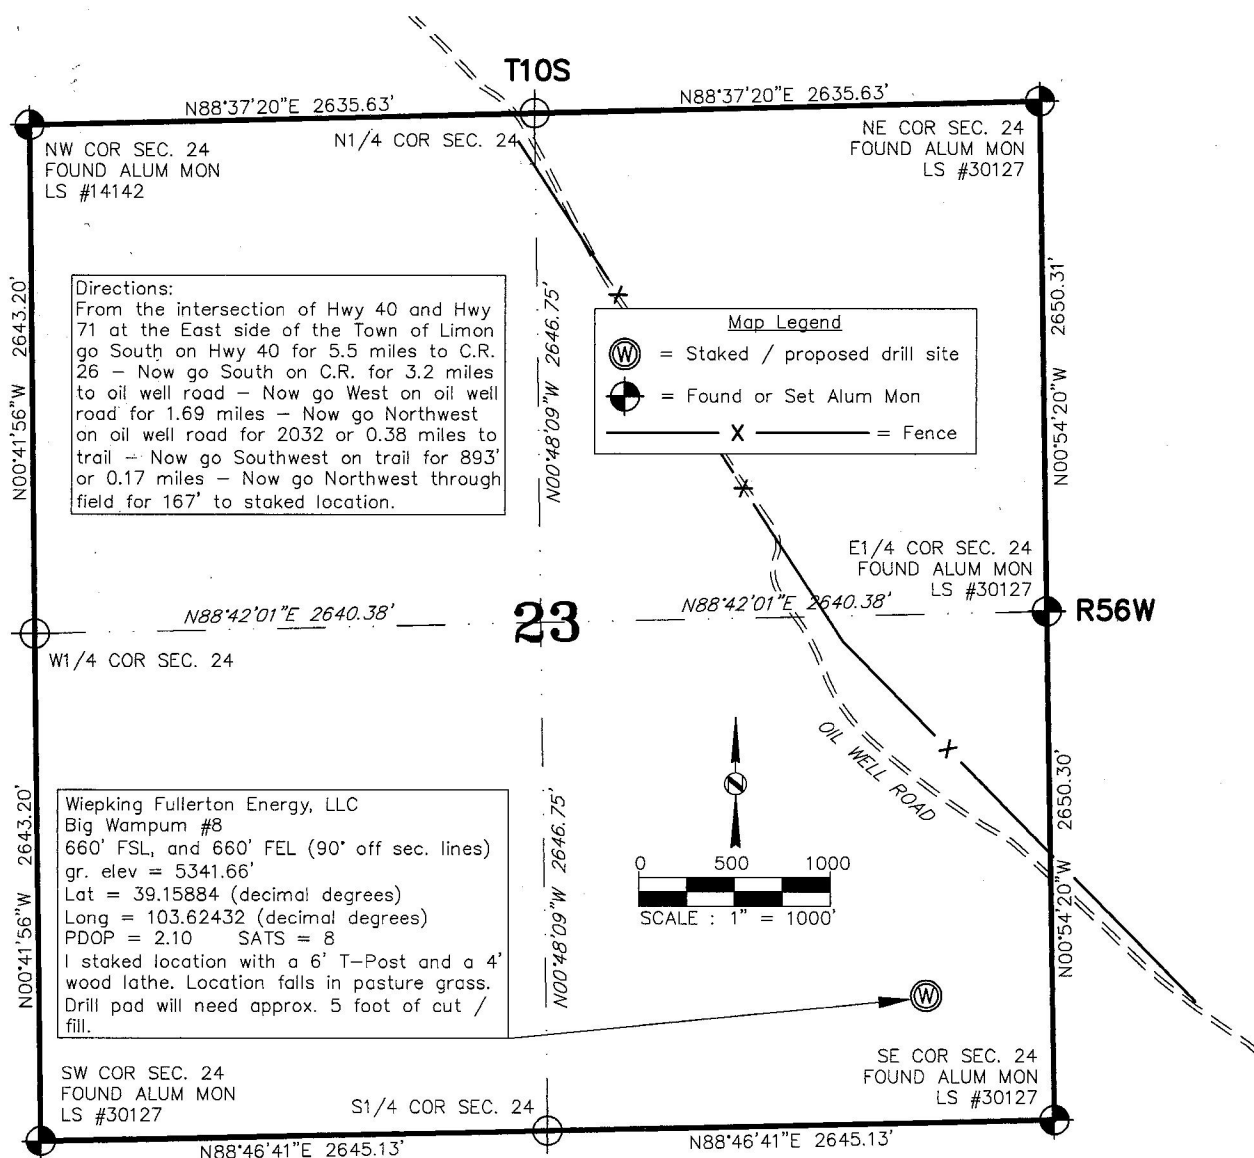 T10S
N88°37'20"E 2635.63'
N88°37'20"E 2635.63'
NW COR SEC. 24
FOUND ALUM MON
LS #14142
N1/4 COR SEC. 24
NE COR SEC. 24
FOUND ALUM MON
LS #30127
N00°41'56"W 2643.20'
Directions:
From the intersection of Hwy 40 and Hwy
71 at the East side of the Town of Limon
go South on Hwy 40 for 5.5 miles to C.R.
26 – Now go South on C.R. for 3.2 miles
to oil well road – Now go West on oil well
road for 1.69 miles – Now go Northwest
on oil well road for 2032 or 0.38 miles to
trail – Now go Southwest on trail for 893'
or 0.17 miles – Now go Northwest through
field for 167' to staked location.
N00°48'09"W 2646.75'
X
Map Legend
W = Staked / proposed drill site
= Found or Set Alum Mon
X = Fence
X
N00°54'20"W 2650.31'
E1/4 COR SEC. 24
FOUND ALUM MON
LS #30127
N88°42'01"E 2640.38'
23
N88°42'01"E 2640.38'
R56W
W1/4 COR SEC. 24
OIL WELL ROAD
X
N
0 500 1000
SCALE : 1" = 1000'
N00°41'56"W 2643.20'
Wiepking Fullerton Energy, LLC
Big Wampum #8
660' FSL, and 660' FEL (90° off sec. lines)
gr. elev = 5341.66'
Lat = 39.15884 (decimal degrees)
Long = 103.62432 (decimal degrees)
PDOP = 2.10 SATS = 8
I staked location with a 6' T-Post and a 4'
wood lathe. Location falls in pasture grass.
Drill pad will need approx. 5 foot of cut /
fill.
N00°48'09"W 2646.75'
N00°54'20"W 2650.30'
W
SW COR SEC. 24
FOUND ALUM MON
LS #30127
S1/4 COR SEC. 24
SE COR SEC. 24
FOUND ALUM MON
LS #30127
N88°46'41"E 2645.13'
N88°46'41"E 2645.13'